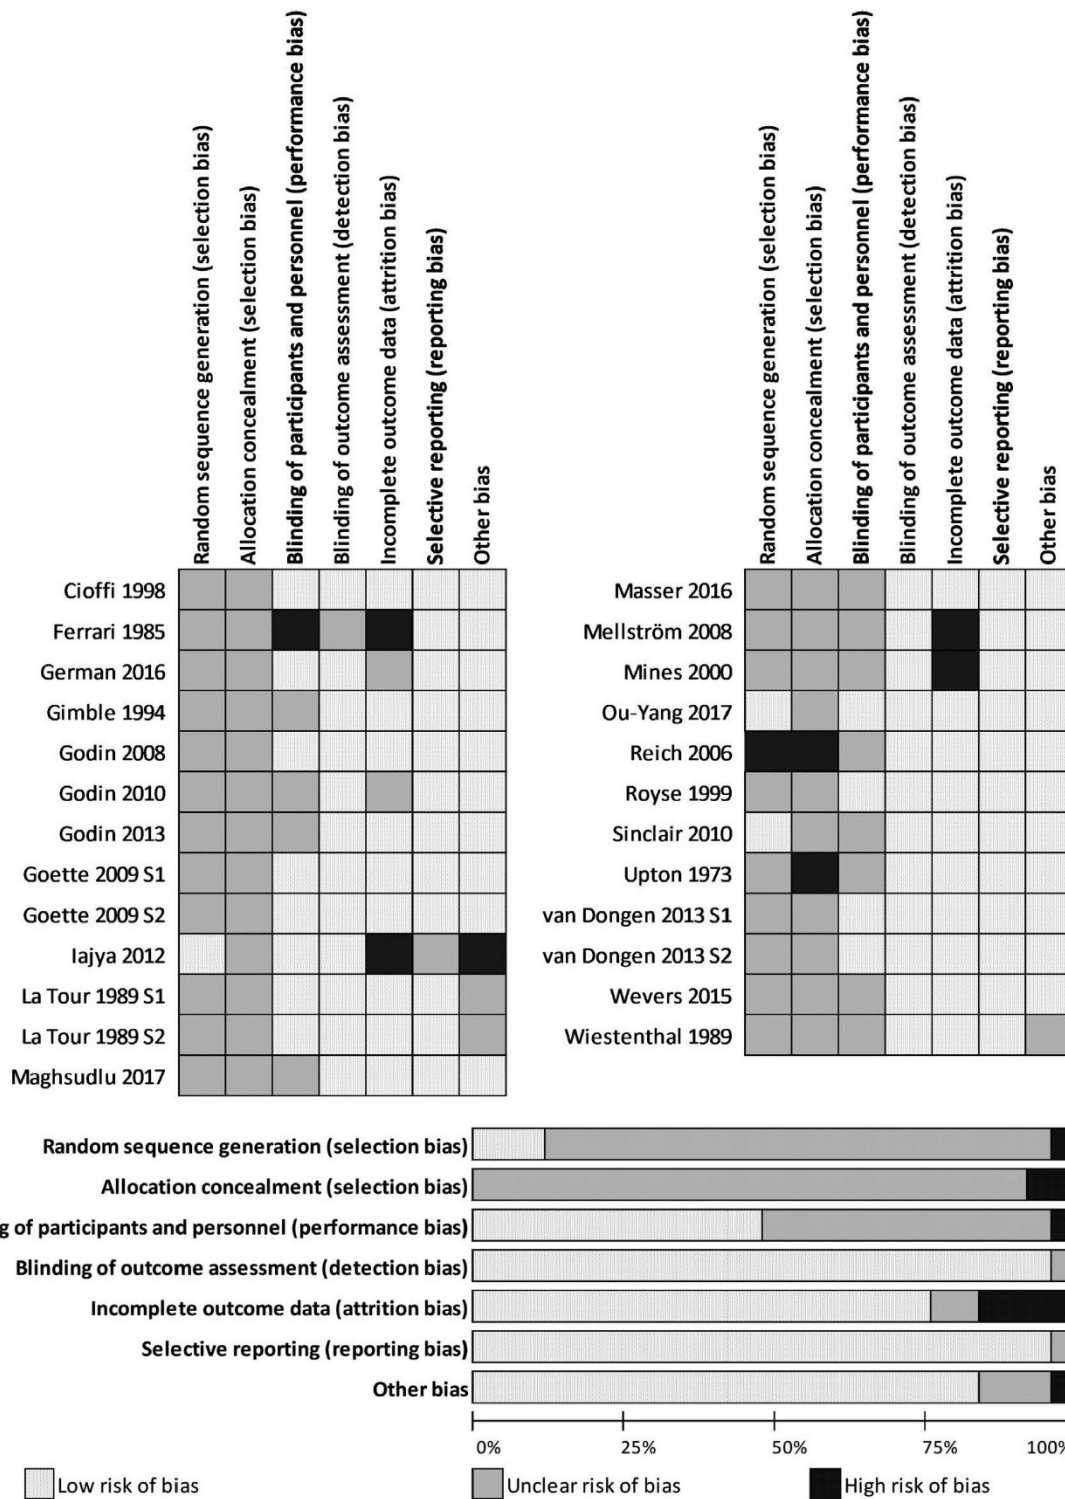 Random sequence generation (selection bias)
Allocation concealment (selection bias)
Blinding of participants and personnel (performance bias)
Blinding of outcome assessment (detection bias)
Incomplete outcome data (attrition bias)
Selective reporting (reporting bias)
Other bias
Cioffi 1998
Ferrari 1985
German 2016
Gimble 1994
Godin 2008
Godin 2010
Godin 2013
Goette 2009 S1
Goette 2009 S2
Iajya 2012
La Tour 1989 S1
La Tour 1989 S2
Maghsudlu 2017
Random sequence generation (selection bias)
Allocation concealment (selection bias)
Blinding of participants and personnel (performance bias)
Blinding of outcome assessment (detection bias)
Incomplete outcome data (attrition bias)
Selective reporting (reporting bias)
Other bias
Masser 2016
Mellström 2008
Mines 2000
Ou-Yang 2017
Reich 2006
Royse 1999
Sinclair 2010
Upton 1973
van Dongen 2013 S1
van Dongen 2013 S2
Wevers 2015
Wiestenthal 1989
Random sequence generation (selection bias)
Allocation concealment (selection bias)
g of participants and personnel (performance bias)
Blinding of outcome assessment (detection bias)
Incomplete outcome data (attrition bias)
Selective reporting (reporting bias)
Other bias
0% 25% 50% 75% 100%
Low risk of bias Unclear risk of bias High risk of bias